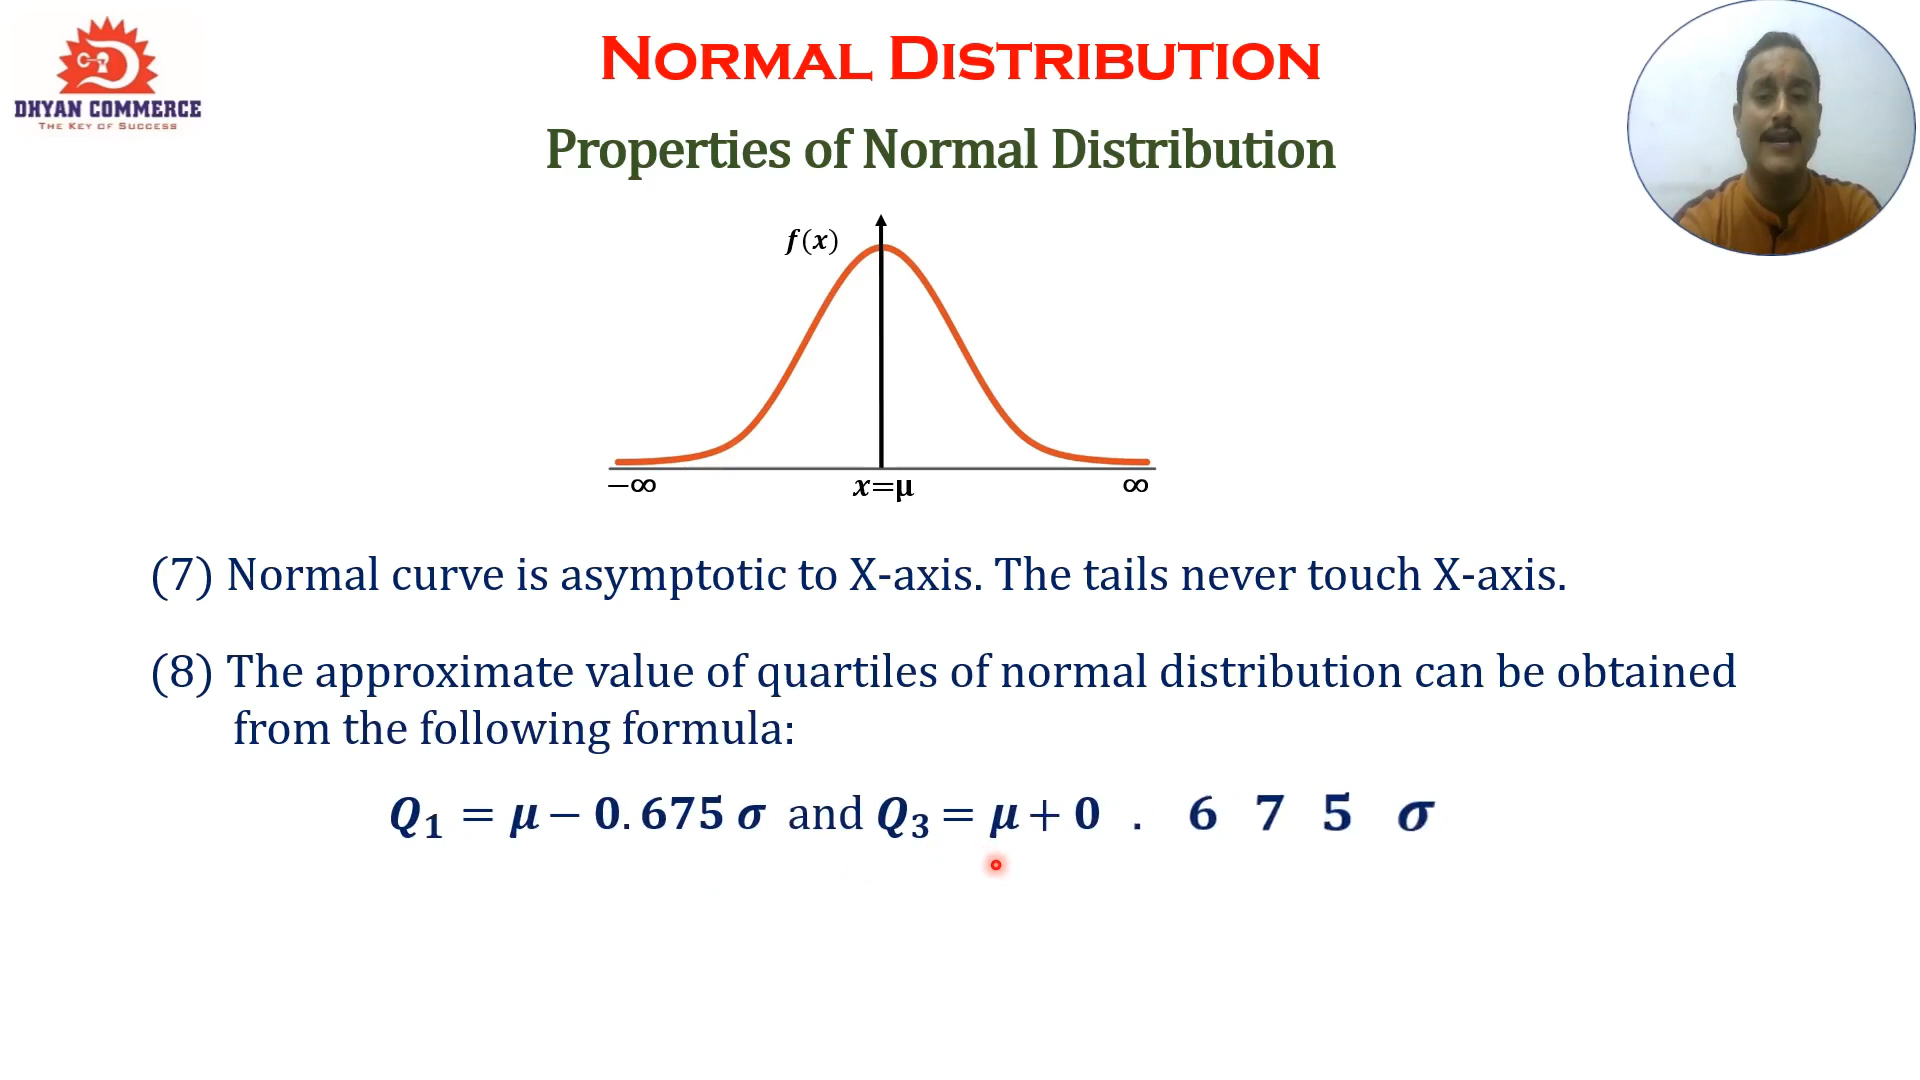 DHYAN COMMERCE
THE KEY OF SUCCESS
NORMAL DISTRIBUTION
Properties of Normal Distribution
f(x)
−∞ x=μ ∞
(7) Normal curve is asymptotic to X-axis. The tails never touch X-axis.
(8) The approximate value of quartiles of normal distribution can be obtained
from the following formula:
Q₁ = μ − 0.675 σ and Q₃ = μ + 0 . 6 7 5 σ